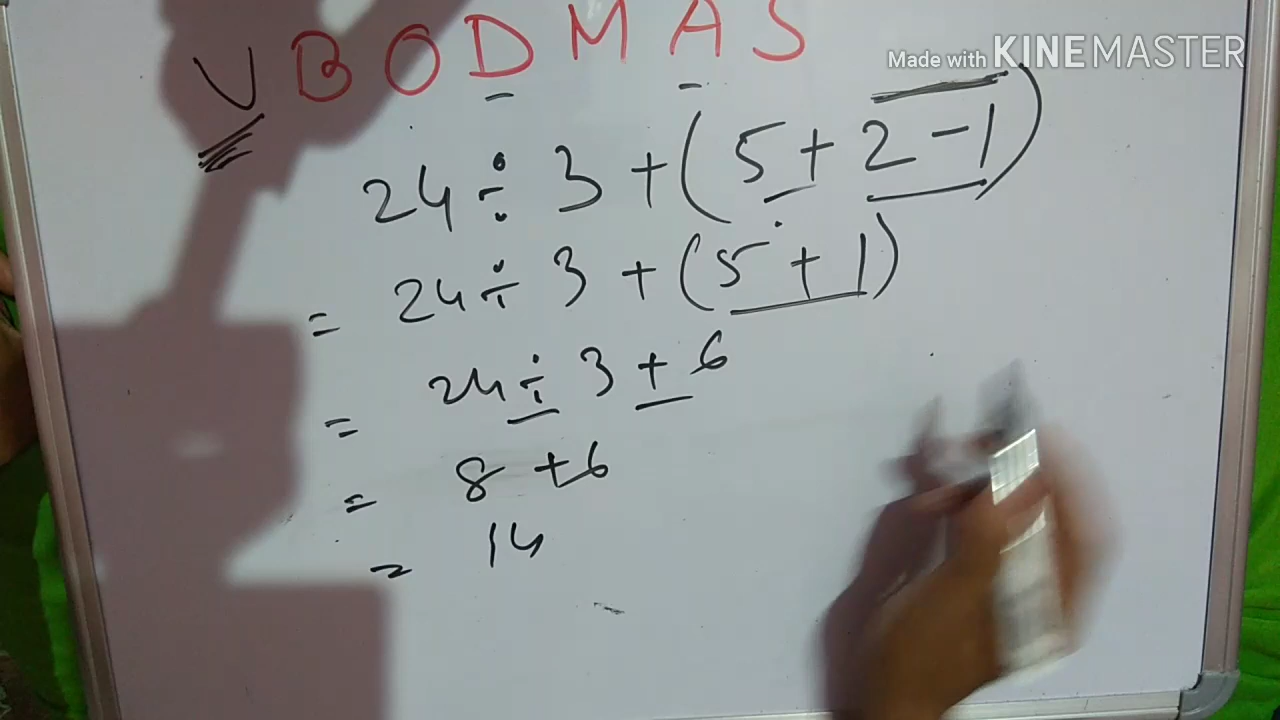 VBODMAS
Made with KINEMASTER
24 ÷ 3 + (5 + 2 - 1)
= 24 ÷ 3 + (5 + 1)
= 24 ÷ 3 + 6
= 8 + 6
= 14